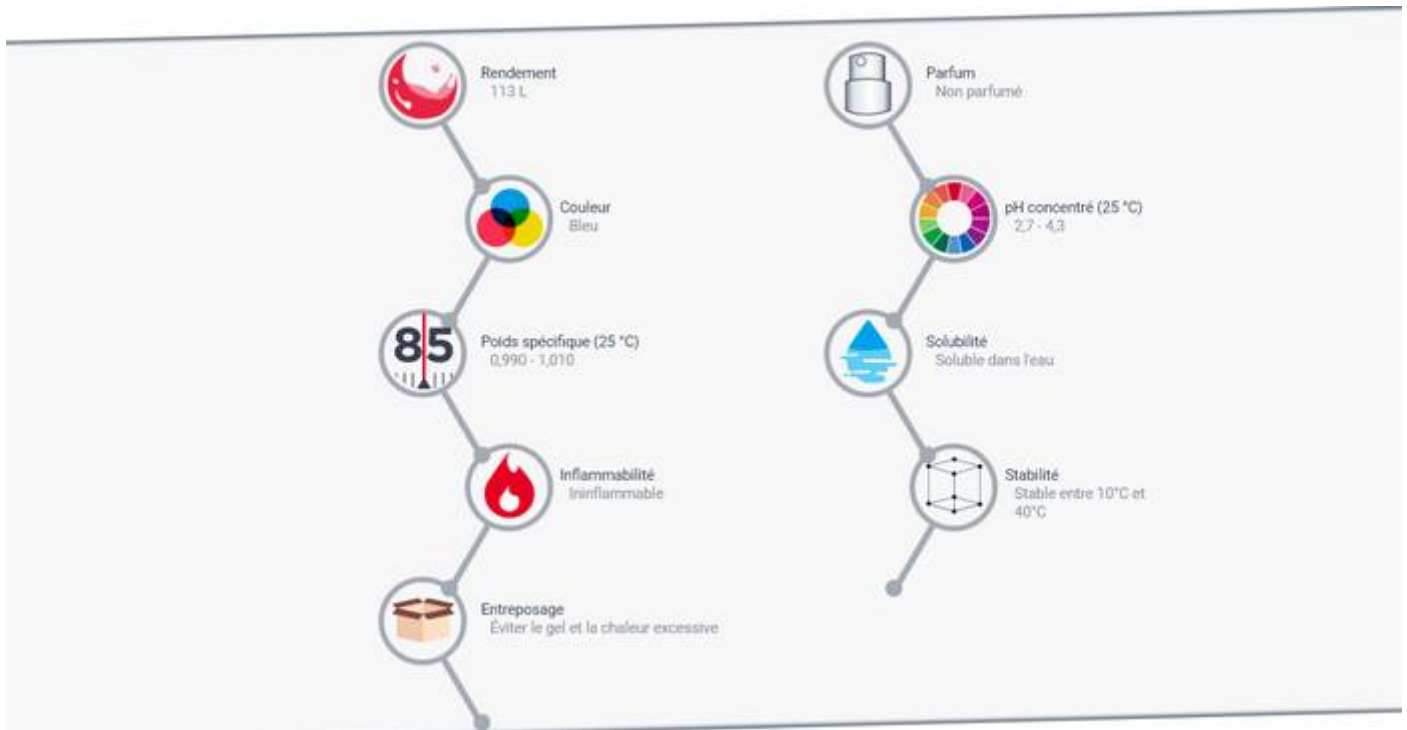 Rendement
113 L
Couleur
Bleu
85
Poids spécifique (25 °C)
0,990 - 1,010
Inflammabilité
Ininflammable
Entreposage
Éviter le gel et la chaleur excessive
Parfum
Non parfumé
pH concentré (25 °C)
2,7 - 4,3
Solubilité
Soluble dans l'eau
Stabilité
Stable entre 10°C et
40°C